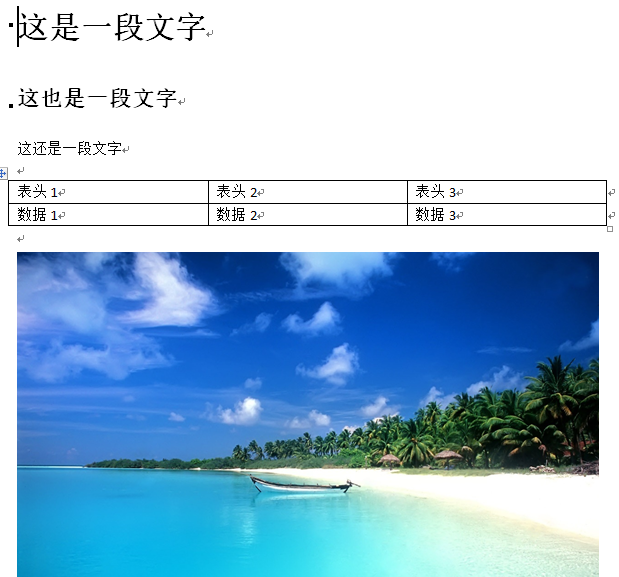 这是一段文字
这也是一段文字
这还是一段文字
表头 1 表头 2 表头 3
数据 1 数据 2 数据 3